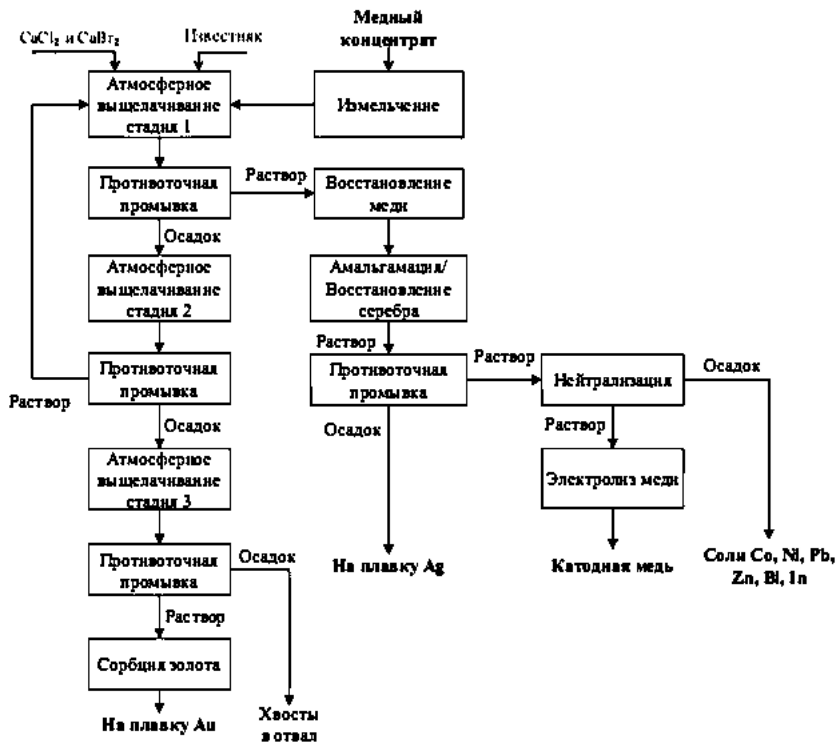 Медный
концентрат
CaCl₂ и CaBr₂
Известняк
Атмосферное
выщелачивание
стадия 1
Измельчение
Противоточная
промывка
Раствор
Восстановление
меди
Осадок
Атмосферное
выщелачивание
стадия 2
Амальгамация/
Восстановление
серебра
Раствор
Противоточная
промывка
Раствор
Противоточная
промывка
Раствор
Нейтрализация
Осадок
Осадок
Осадок
Раствор
Атмосферное
выщелачивание
стадия 3
Электролиз меди
Противоточная
промывка
Осадок
На плавку Ag
Катодная медь
Соли Co, Ni, Pb,
Zn, Bi, In
Раствор
Сорбция золота
На плавку Au
Хвосты
в отвал